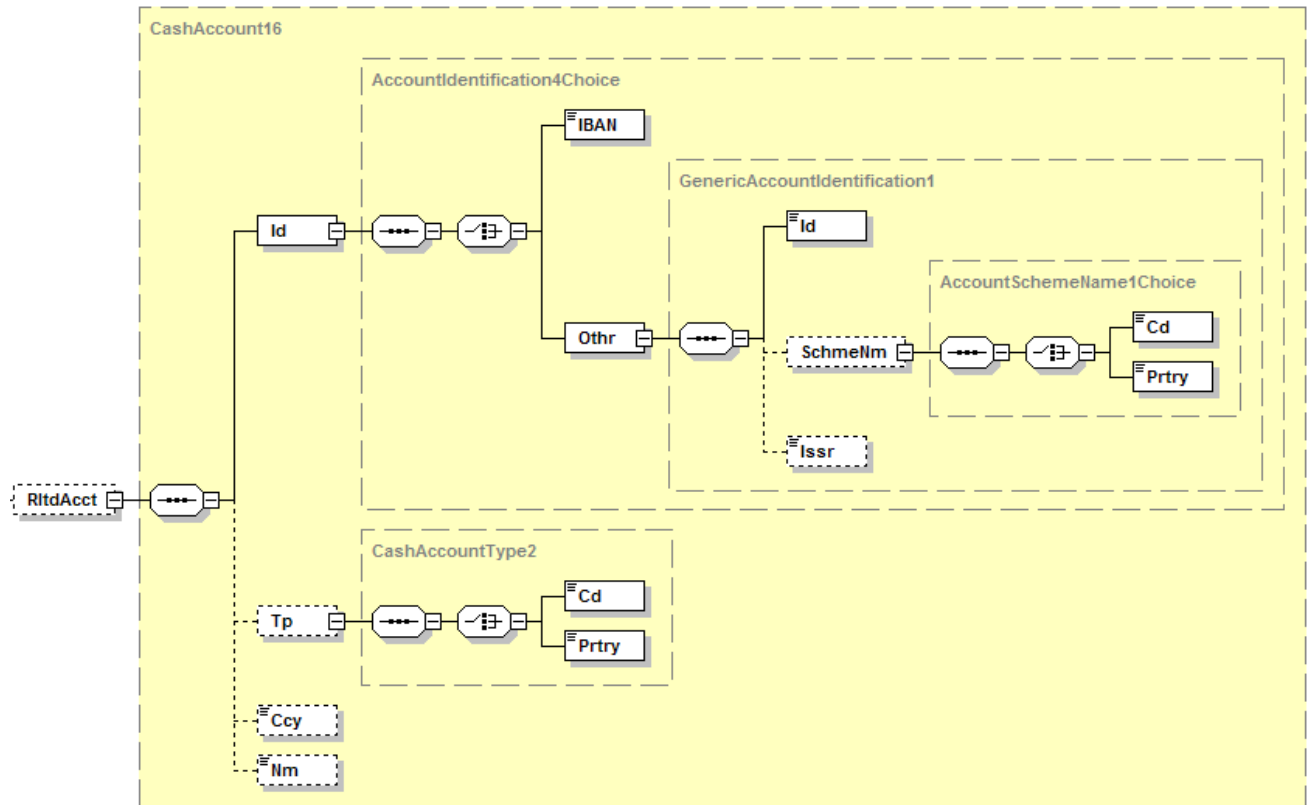 CashAccount16
AccountIdentification4Choice
IBAN
GenericAccountIdentification1
Id
Id
AccountSchemeName1Choice
Cd
Othr
SchmeNm
Prtry
Issr
RltdAcct
CashAccountType2
Cd
Tp
Prtry
Ccy
Nm